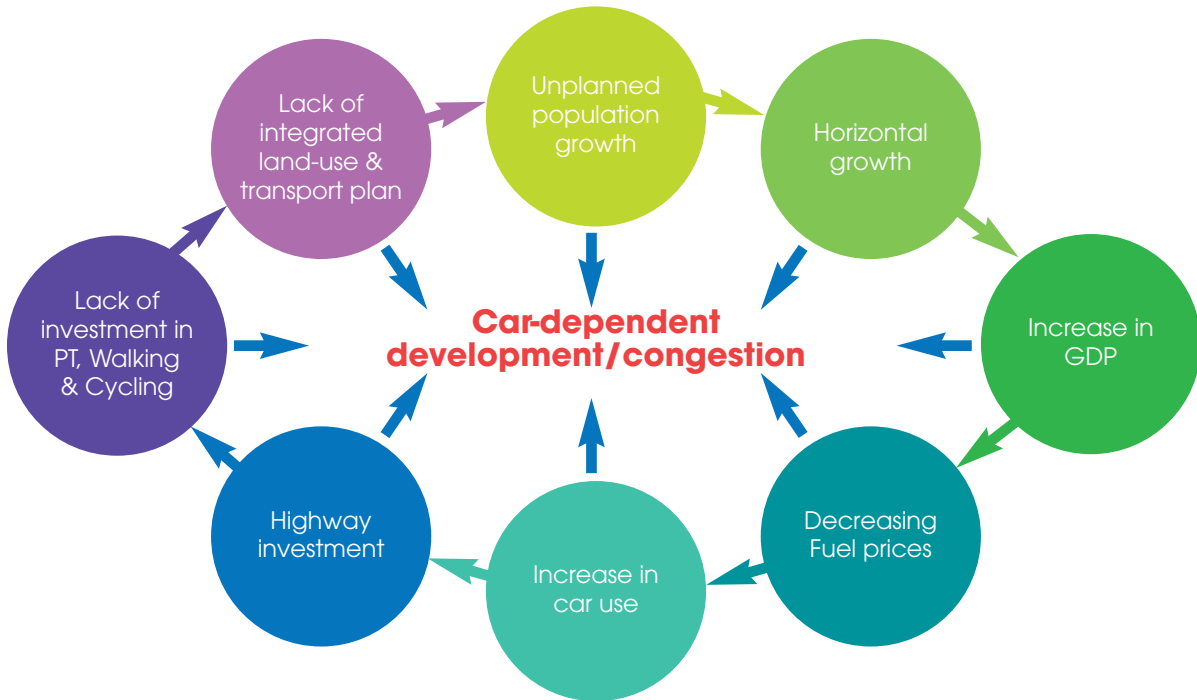 Unplanned
population
growth
Horizontal
growth
Increase in
GDP
Decreasing
Fuel prices
Increase in
car use
Highway
investment
Lack of
investment in
PT, Walking
& Cycling
Lack of
integrated
land-use &
transport plan
Car-dependent
development/congestion